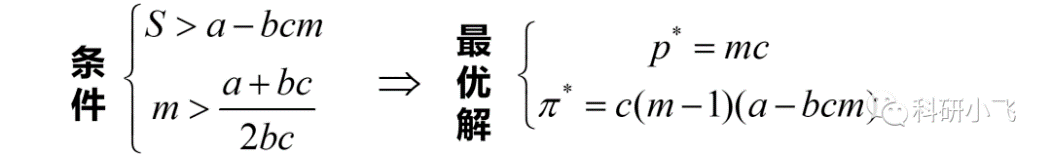 条件 { S > a − bcm
m > (a + bc) / 2bc
⇒
最优解 { p* = mc
π* = c(m − 1)(a − bcm)
科研小飞